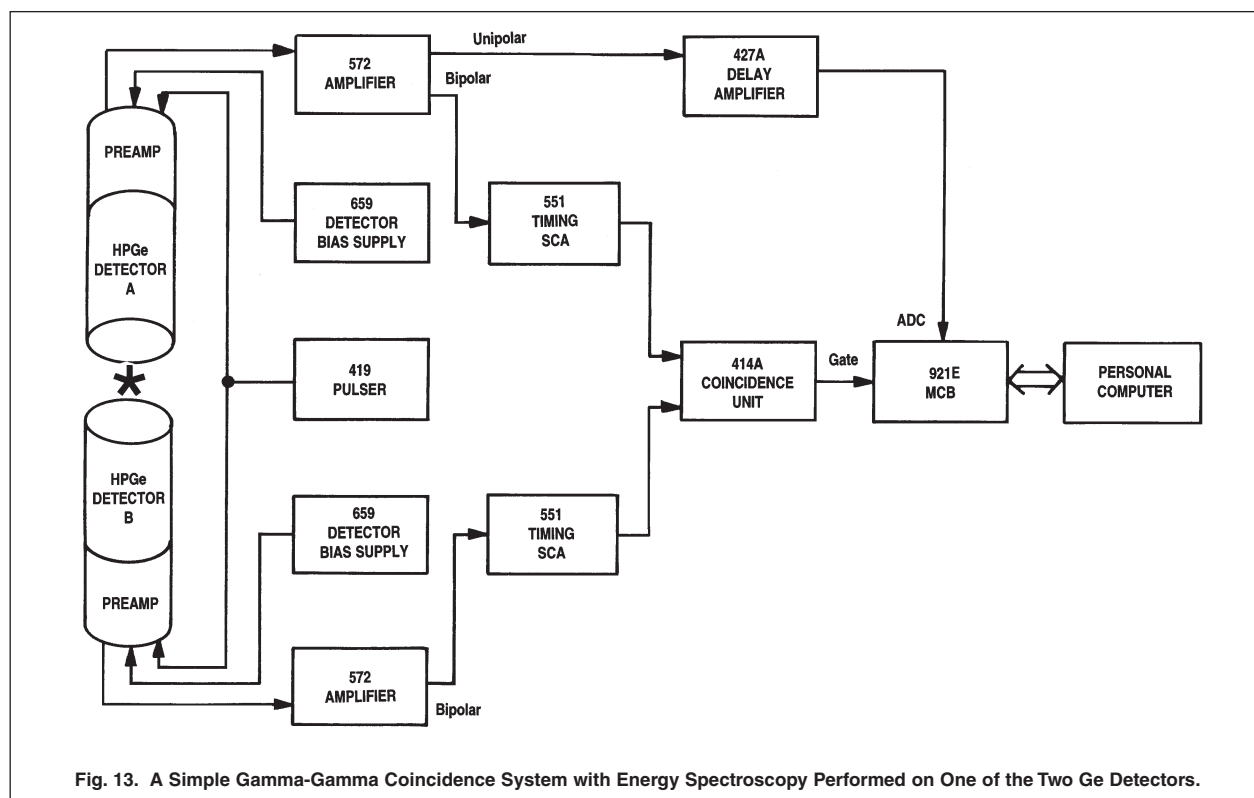 572
AMPLIFIER
Unipolar
Bipolar
427A
DELAY
AMPLIFIER
PREAMP
HPGe
DETECTOR
A
659
DETECTOR
BIAS SUPPLY
551
TIMING
SCA
ADC
419
PULSER
414A
COINCIDENCE
UNIT
Gate
921E
MCB
PERSONAL
COMPUTER
HPGe
DETECTOR
B
PREAMP
659
DETECTOR
BIAS SUPPLY
551
TIMING
SCA
572
AMPLIFIER
Bipolar
Fig. 13. A Simple Gamma-Gamma Coincidence System with Energy Spectroscopy Performed on One of the Two Ge Detectors.